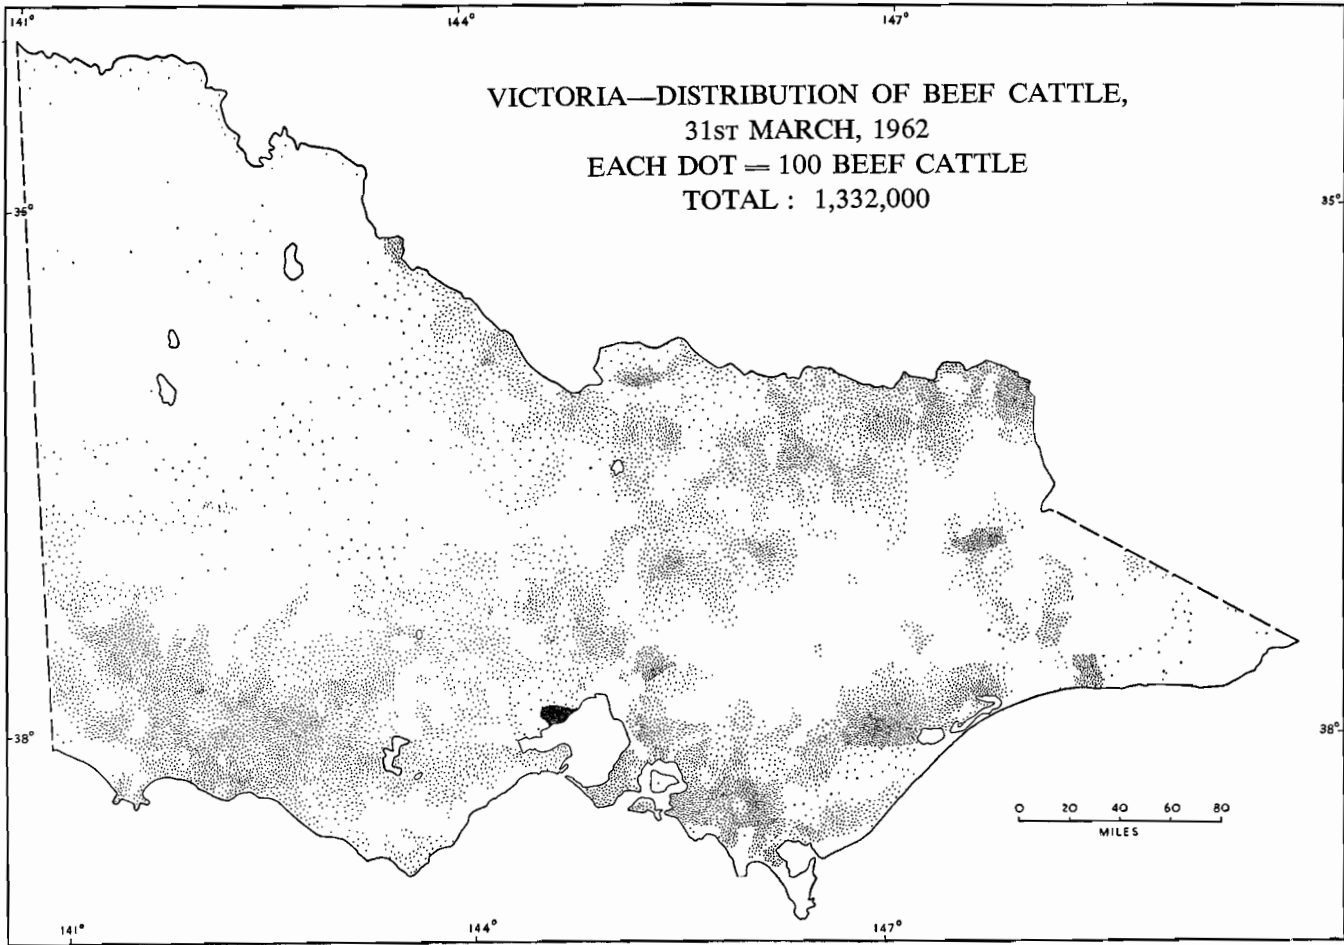 141° 144° 147°
VICTORIA—DISTRIBUTION OF BEEF CATTLE,
31ST MARCH, 1962
EACH DOT = 100 BEEF CATTLE
TOTAL : 1,332,000
35° 35°
38° 38°
0 20 40 60 80
MILES
141° 144° 147°